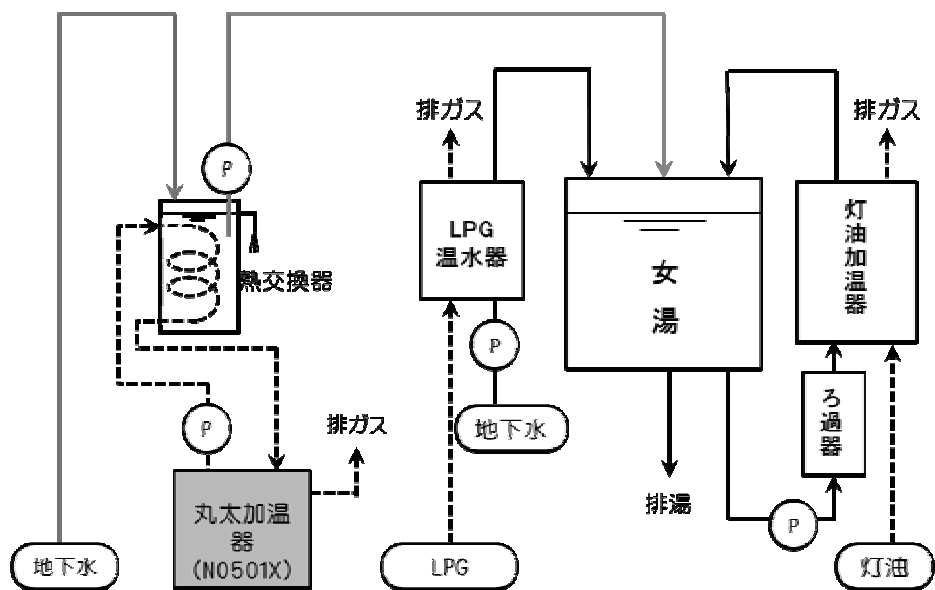 P
排ガス
排ガス
LPG
温水器
灯
油
加
温
器
女
湯
熱交換器
P
ろ
過
器
P
排ガス
地下水
排湯
P
丸太加温
器
(N0501X)
地下水
LPG
灯油